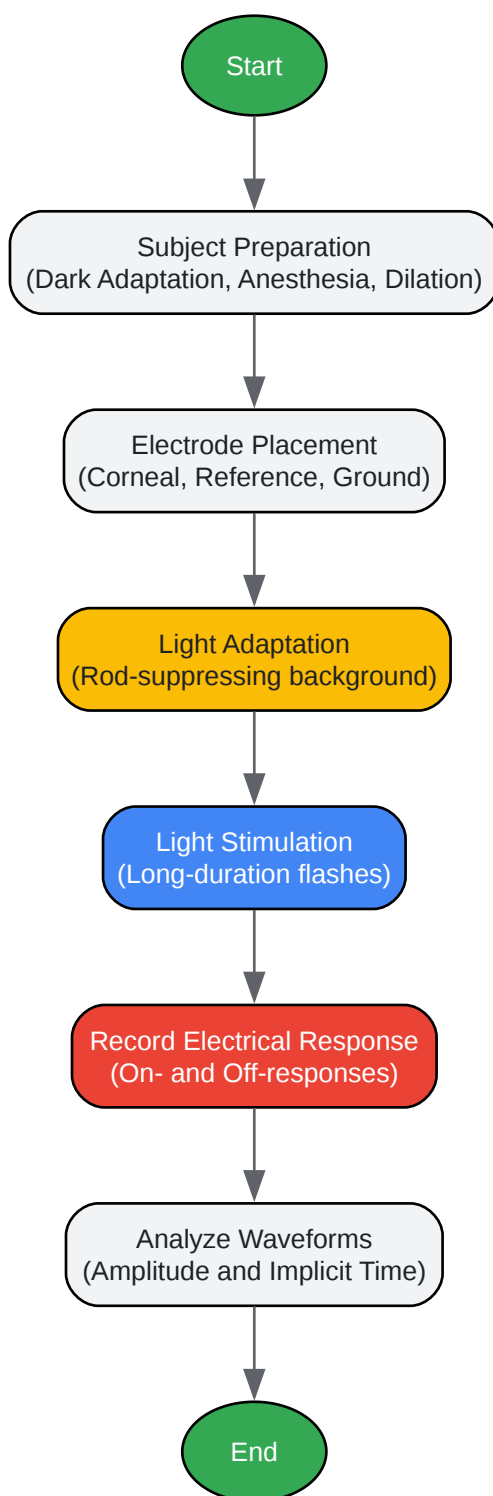 Start
Subject Preparation
(Dark Adaptation, Anesthesia, Dilation)
Electrode Placement
(Corneal, Reference, Ground)
Light Adaptation
(Rod-suppressing background)
Light Stimulation
(Long-duration flashes)
Record Electrical Response
(On- and Off-responses)
Analyze Waveforms
(Amplitude and Implicit Time)
End